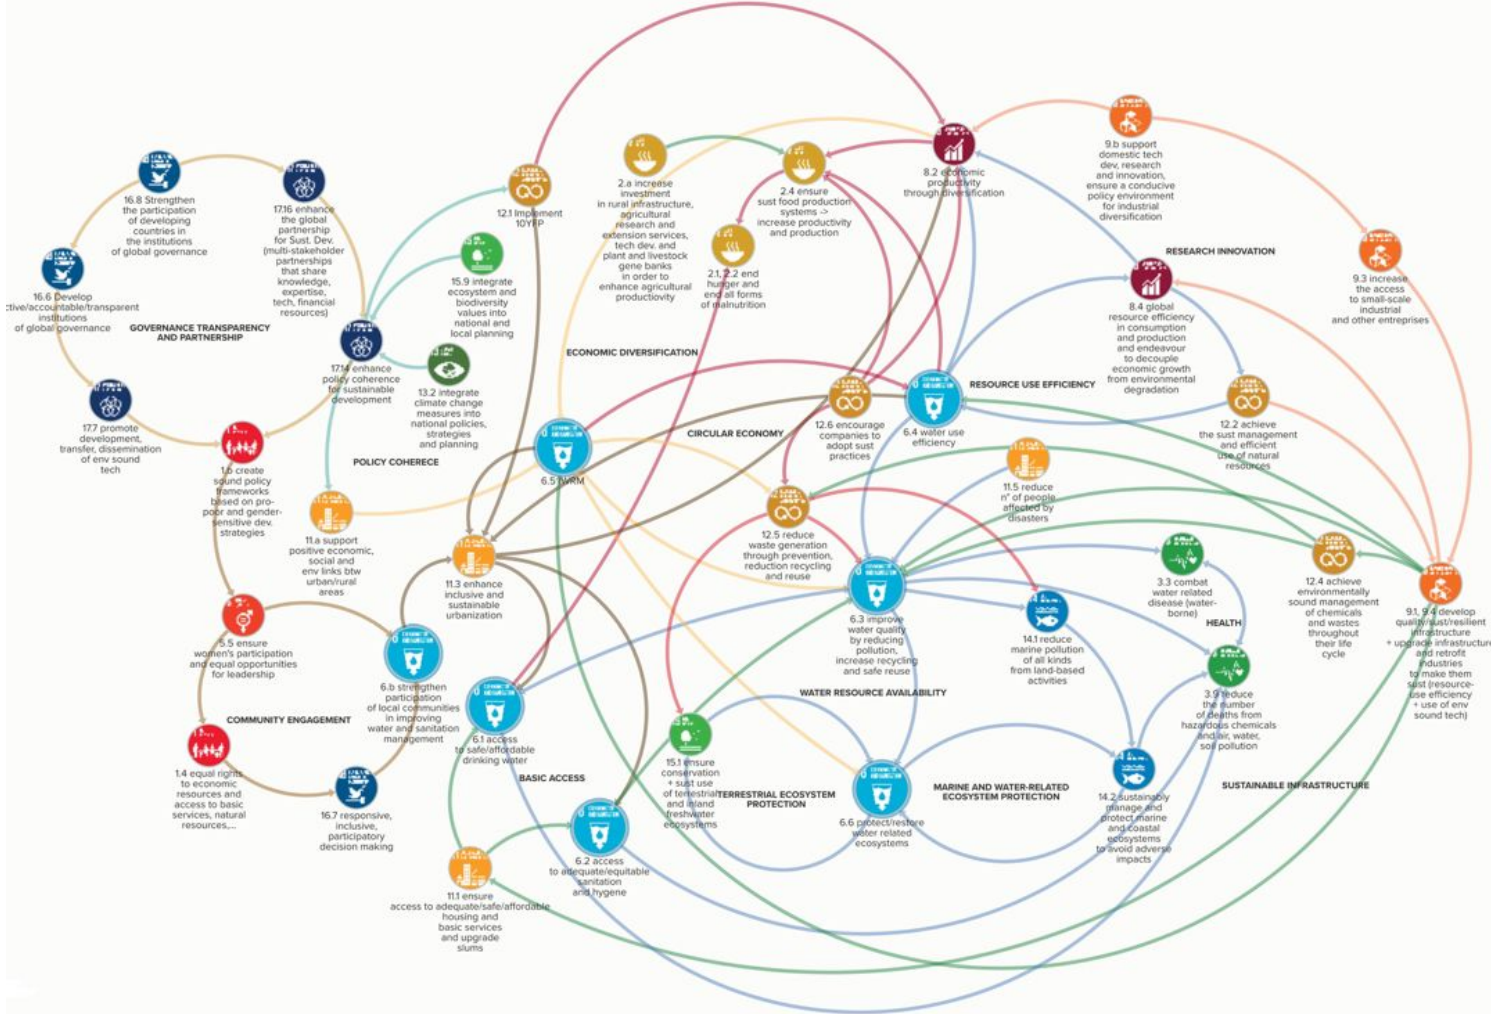 9.b support
domestic tech
dev, research
and innovation,
ensure a conducive
policy environment
for industrial
diversification
8.2 economic
productivity
through diversification
2.a increase
investment
in rural infrastructure,
agricultural
research and
extension services,
tech dev. and
plant and livestock
gene banks
in order to
enhance agricultural
productivity
2.4 ensure
sust food production
systems ->
increase productivity
and production
16.8 Strengthen
the participation
of developing
countries in
the institutions
of global governance
17.16 enhance
the global
partnership
for Sust. Dev.
(multi-stakeholder
partnerships
that share
knowledge,
expertise,
tech, financial
resources)
12.1 Implement
10YFP
15.9 integrate
ecosystem and
biodiversity
values into
national and
local planning
2.1, 2.2 end
hunger and
end all forms
of malnutrition
RESEARCH INNOVATION
8.4 global
resource efficiency
in consumption
and production
and endeavour
to decouple
economic growth
from environmental
degradation
9.3 increase
the access
to small-scale
industrial
and other entreprises
16.6 Develop
ctive/accountable/transparent
institutions
of global governance
GOVERNANCE TRANSPARENCY
AND PARTNERSHIP
17.14 enhance
policy coherence
for sustainable
development
13.2 integrate
climate change
measures into
national policies,
strategies
and planning
ECONOMIC DIVERSIFICATION
RESOURCE USE EFFICIENCY
17.7 promote
development,
transfer, dissemination
of env sound
tech
1.b create
sound policy
frameworks
based on pro-
poor and gender-
sensitive dev.
strategies
POLICY COHERECE
6.5 IWRM
CIRCULAR ECONOMY
12.6 encourage
companies to
adopt sust
practices
6.4 water use
efficiency
12.2 achieve
the sust management
and efficient
use of natural
resources
11.5 reduce
n° of people
affected by
disasters
11.a support
positive economic,
social and
env links btw
urban/rural
areas
11.3 enhance
inclusive and
sustainable
urbanization
12.5 reduce
waste generation
through prevention,
reduction recycling
and reuse
3.3 combat
water related
disease (water-
borne)
12.4 achieve
environmentally
sound management
of chemicals
and wastes
throughout
their life
cycle
HEALTH
9.1, 9.4 develop
quality/sust/resilient
infrastructure
+ upgrade infrastructure
and retrofit
industries
to make them
sust (resource-
use efficiency
+ use of env
sound tech)
5.5 ensure
women's participation
and equal opportunities
for leadership
6.b strengthen
participation
of local communities
in improving
water and sanitation
management
6.3 improve
water quality
by reducing
pollution,
increase recycling
and safe reuse
14.1 reduce
marine pollution
of all kinds
from land-based
activities
3.9 reduce
the number
of deaths from
hazardous chemicals
and air, water,
soil pollution
WATER RESOURCE AVAILABILITY
COMMUNITY ENGAGEMENT
6.1 access
to safe/affordable
drinking water
BASIC ACCESS
1.4 equal rights
to economic
resources and
access to basic
services, natural
resources,...
16.7 responsive,
inclusive,
participatory
decision making
15.1 ensure
conservation
+ sust use
of terrestrial
and inland
freshwater
ecosystems
TERRESTRIAL ECOSYSTEM
PROTECTION
MARINE AND WATER-RELATED
ECOSYSTEM PROTECTION
SUSTAINABLE INFRASTRUCTURE
6.6 protect/restore
water related
ecosystems
14.2 sustainably
manage and
protect marine
and coastal
ecosystems
to avoid adverse
impacts
6.2 access
to adequate/equitable
sanitation
and hygene
11.1 ensure
access to adequate/safe/affordable
housing and
basic services
and upgrade
slums